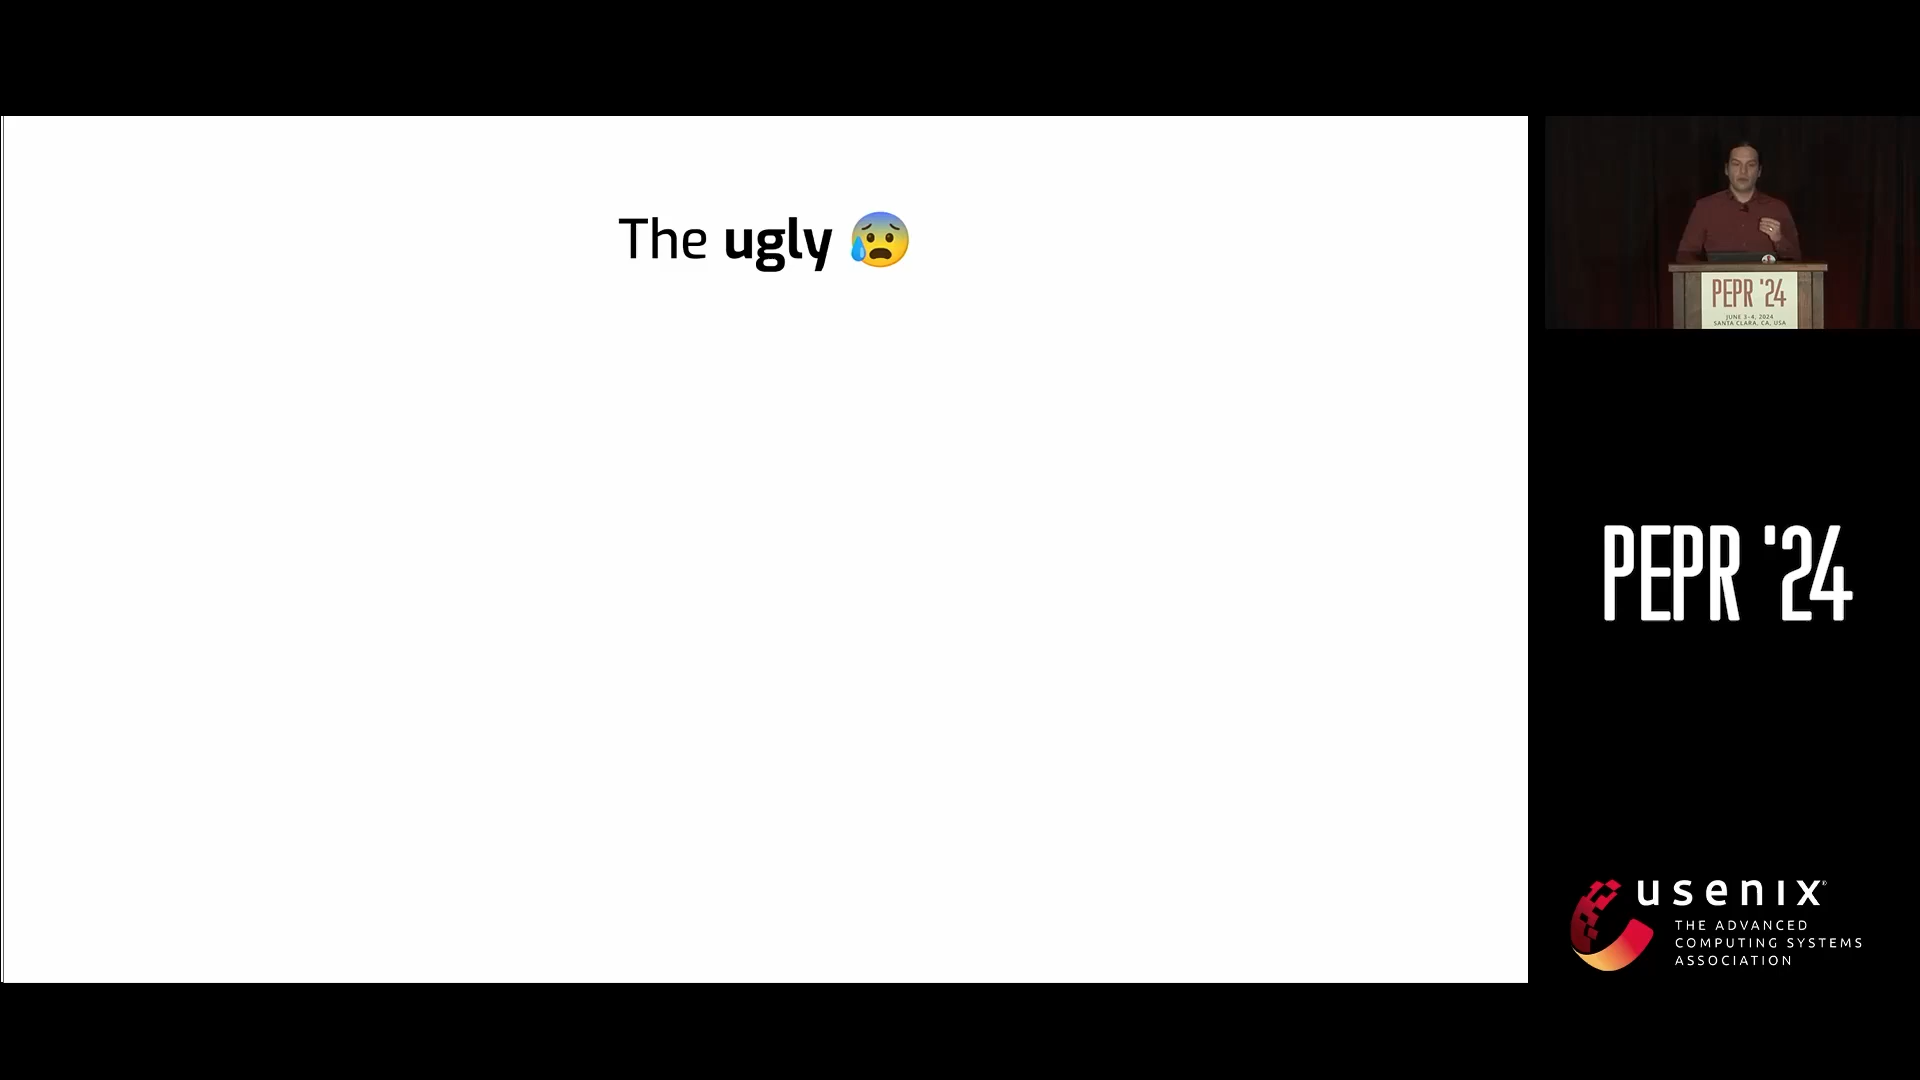 The ugly 😰
PEPR '24
JUNE 3–4, 2024
SANTA CLARA, CA, USA
PEPR '24
usenix®
THE ADVANCED
COMPUTING SYSTEMS
ASSOCIATION